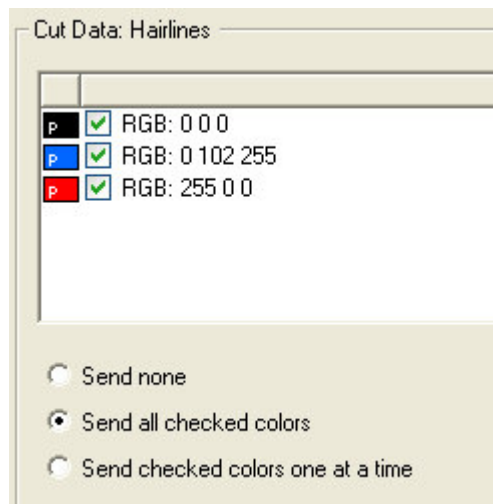 Cut Data: Hairlines
P RGB: 0 0 0
P RGB: 0 102 255
P RGB: 255 0 0
Send none
Send all checked colors
Send checked colors one at a time